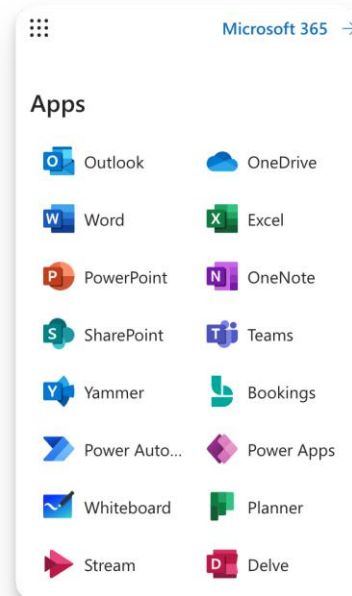 Microsoft 365
Apps
Outlook
OneDrive
Word
Excel
PowerPoint
OneNote
SharePoint
Teams
Yammer
Bookings
Power Auto...
Power Apps
Whiteboard
Planner
Stream
Delve